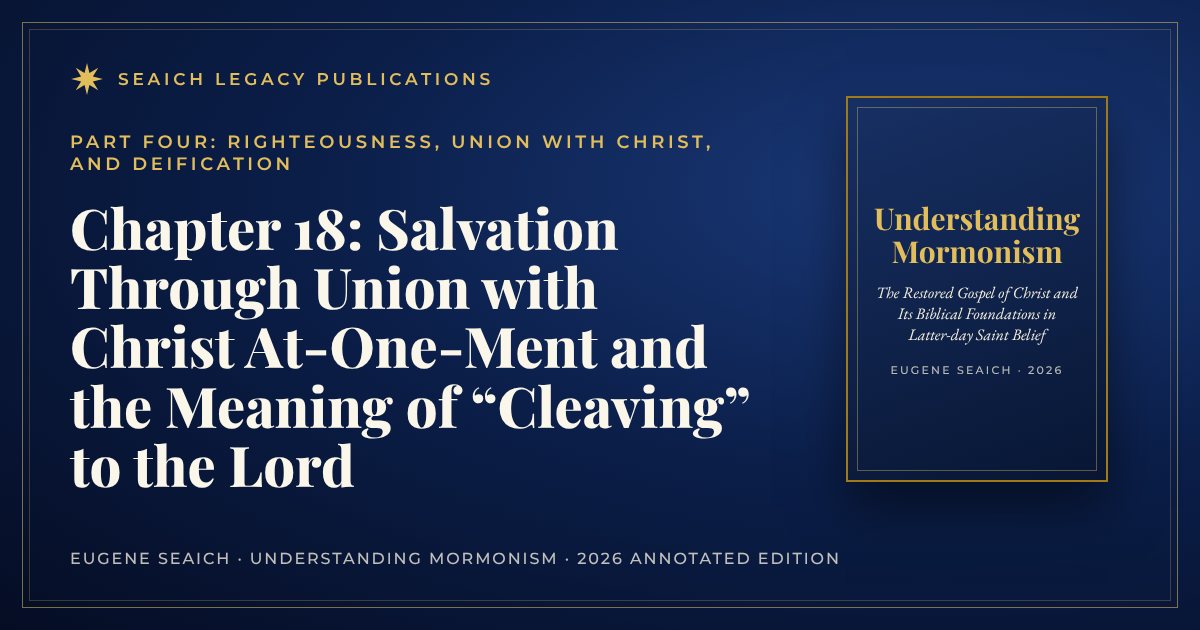 SEAICH LEGACY PUBLICATIONS
PART FOUR: RIGHTEOUSNESS, UNION WITH CHRIST,
AND DEIFICATION
Chapter 18: Salvation
Through Union with
Christ At-One-Ment and
the Meaning of “Cleaving”
to the Lord
EUGENE SEAICH · UNDERSTANDING MORMONISM · 2026 ANNOTATED EDITION
Understanding
Mormonism
The Restored Gospel of Christ and
Its Biblical Foundations in
Latter-day Saint Belief
EUGENE SEAICH · 2026